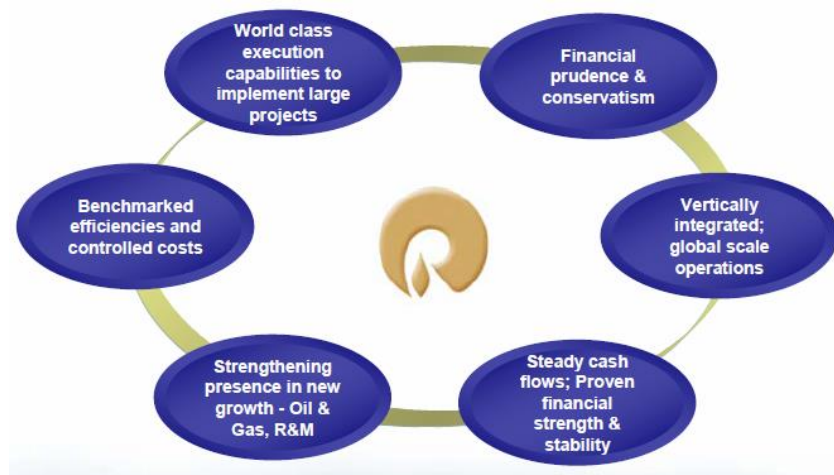 World class
execution
capabilities to
implement large
projects
Financial
prudence &
conservatism
Benchmarked
efficiencies and
controlled costs
Vertically
integrated;
global scale
operations
Strengthening
presence in new
growth - Oil &
Gas, R&M
Steady cash
flows; Proven
financial
strength &
stability